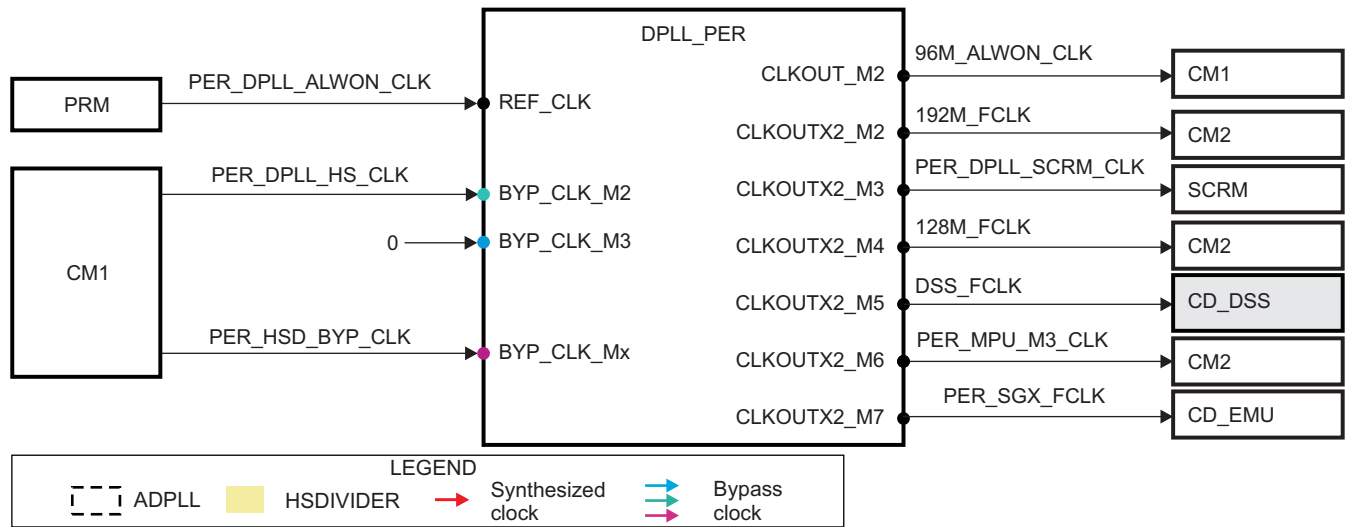 DPLL_PER
PRM
PER_DPLL_ALWON_CLK
REF_CLK
CM1
PER_DPLL_HS_CLK
BYP_CLK_M2
0
BYP_CLK_M3
PER_HSD_BYP_CLK
BYP_CLK_Mx
CLKOUT_M2
96M_ALWON_CLK
CM1
CLKOUTX2_M2
192M_FCLK
CM2
CLKOUTX2_M3
PER_DPLL_SCRM_CLK
SCRM
CLKOUTX2_M4
128M_FCLK
CM2
CLKOUTX2_M5
DSS_FCLK
CD_DSS
CLKOUTX2_M6
PER_MPU_M3_CLK
CM2
CLKOUTX2_M7
PER_SGX_FCLK
CD_EMU
LEGEND
ADPLL
HSDIVIDER
Synthesized
clock
Bypass
clock